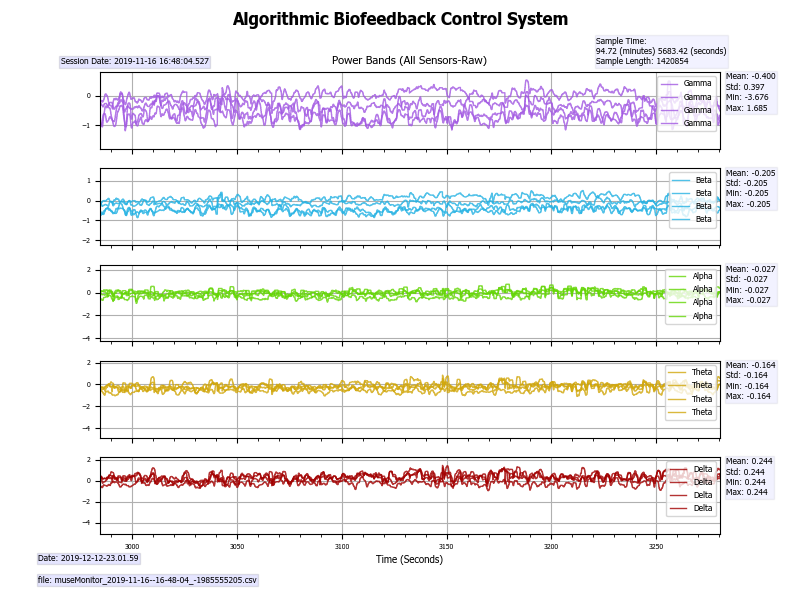 Algorithmic Biofeedback Control System
Sample Time:
94.72 (minutes) 5683.42 (seconds)
Sample Length: 1420854
Session Date: 2019-11-16 16:48:04.527
Power Bands (All Sensors-Raw)
0
−1
Gamma
Gamma
Gamma
Gamma
Mean: -0.400
Std: 0.397
Min: -3.676
Max: 1.685
1
0
−1
−2
Beta
Beta
Beta
Beta
Mean: -0.205
Std: -0.205
Min: -0.205
Max: -0.205
2
0
−2
−4
Alpha
Alpha
Alpha
Alpha
Mean: -0.027
Std: -0.027
Min: -0.027
Max: -0.027
2
0
−2
−4
Theta
Theta
Theta
Theta
Mean: -0.164
Std: -0.164
Min: -0.164
Max: -0.164
2
0
−2
−4
Delta
Delta
Delta
Delta
Mean: 0.244
Std: 0.244
Min: 0.244
Max: 0.244
3000 3050 3100 3150 3200 3250
Time (Seconds)
Date: 2019-12-12-23.01.59
file: museMonitor_2019-11-16--16-48-04_-1985555205.csv